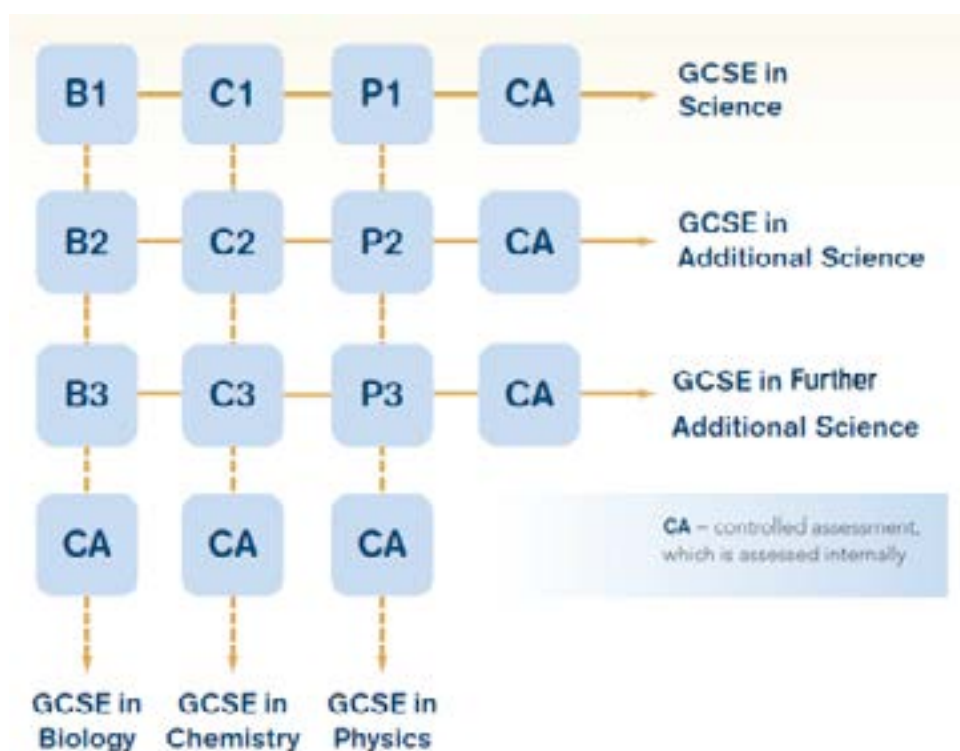 B1 C1 P1 CA
GCSE in
Science
B2 C2 P2 CA
GCSE in
Additional Science
B3 C3 P3 CA
GCSE in Further
Additional Science
CA CA CA
CA – controlled assessment,
which is assessed internally
GCSE in
Biology
GCSE in
Chemistry
GCSE in
Physics